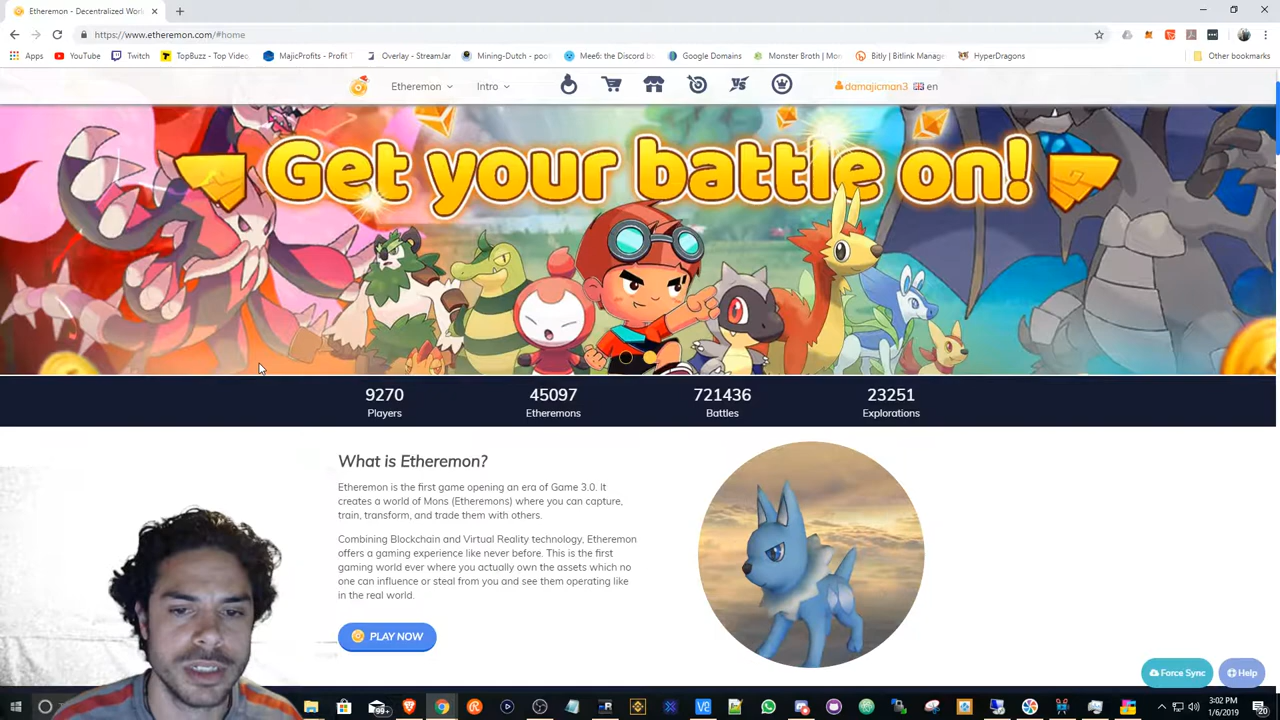 Etheremon - Decentralized Worl
https://www.etheremon.com/#home
Apps YouTube Twitch TopBuzz - Top Video MajicProfits - Profit T Overlay - StreamJar Mining-Dutch - pool Mee6: the Discord bo Google Domains Monster Broth | Mon Bitly | Bitlink Manage HyperDragons Other bookmarks
Etheremon Intro damajicman3 en
Get your battle on!
9270 45097 721436 23251
Players Etheremons Battles Explorations
What is Etheremon?
Etheremon is the first game opening an era of Game 3.0. It
creates a world of Mons (Etheremons) where you can capture,
train, transform, and trade them with others.
Combining Blockchain and Virtual Reality technology, Etheremon
offers a gaming experience like never before. This is the first
gaming world ever where you actually own the assets which no
one can influence or steal from you and see them operating like
in the real world.
PLAY NOW
Force Sync Help
99+
3:02 PM
1/6/2019
20